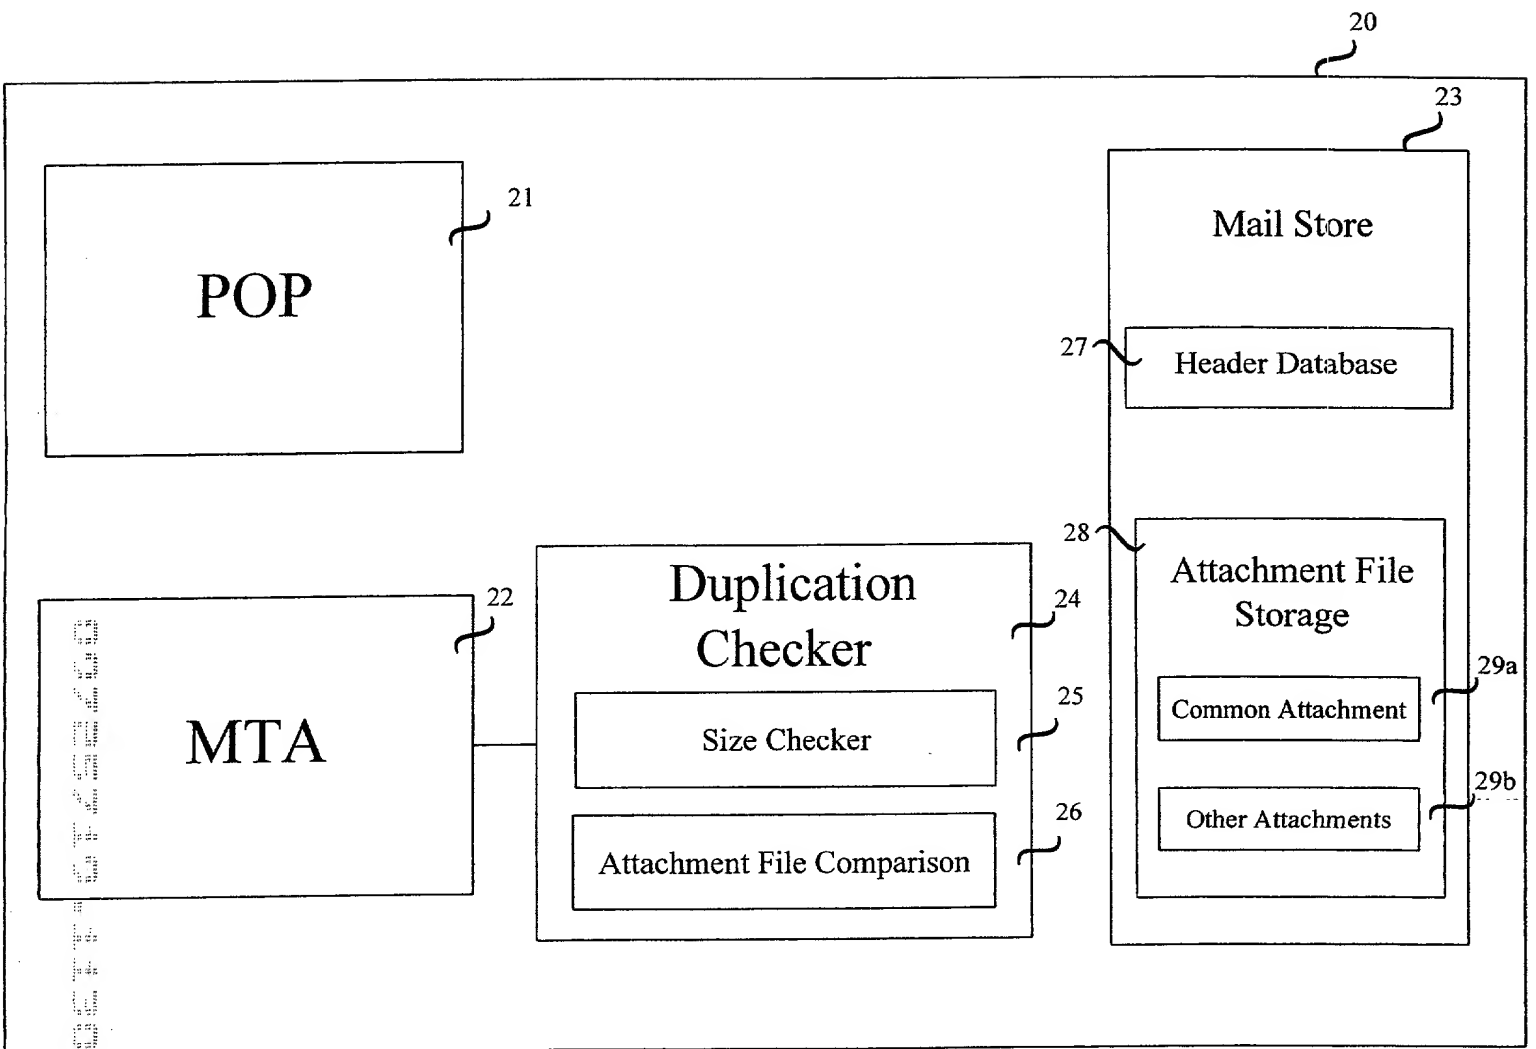 20
23
21
Mail Store
POP
27
Header Database
28
Attachment File
Storage
Duplication
Checker
24
22
29a
Common Attachment
MTA
25
Size Checker
29b
Other Attachments
26
Attachment File Comparison